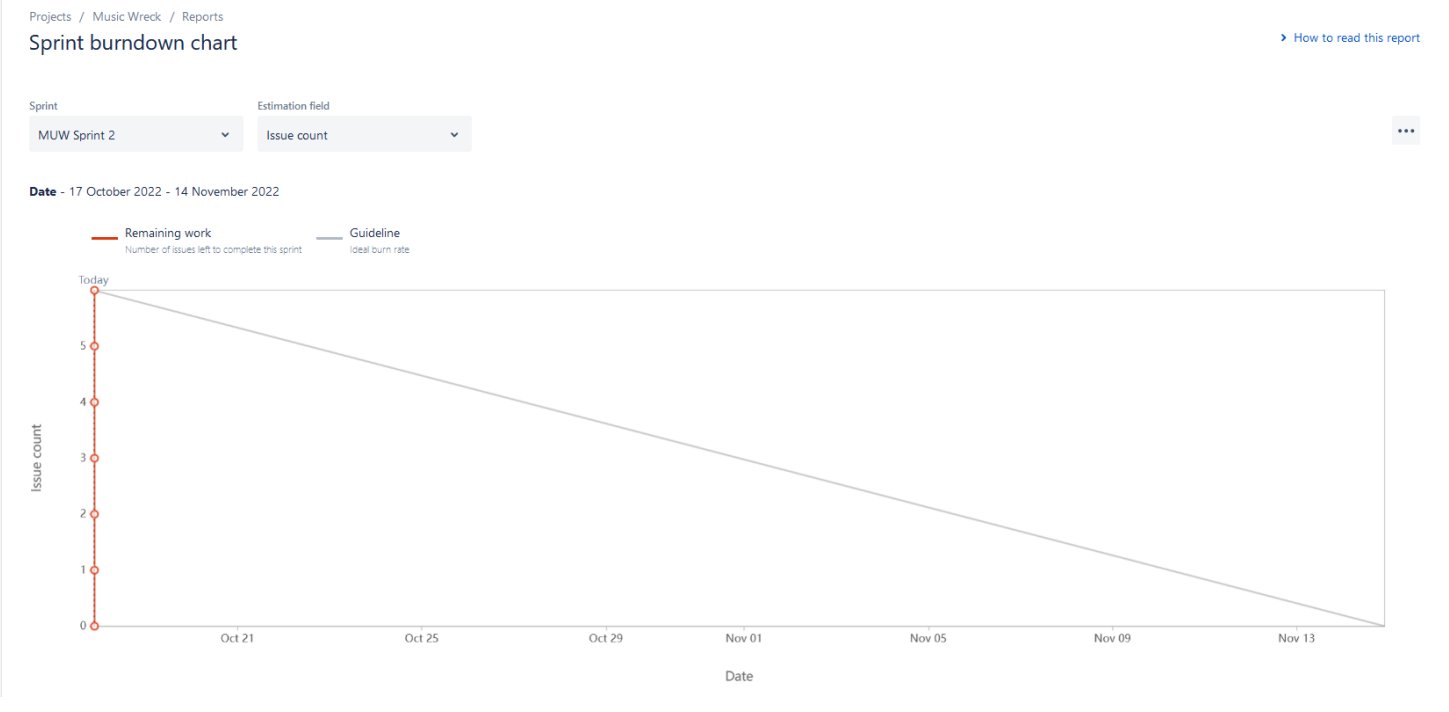 Projects / Music Wreck / Reports
Sprint burndown chart
How to read this report
Sprint
Estimation field
MUW Sprint 2
Issue count
Date - 17 October 2022 - 14 November 2022
Remaining work
Number of issues left to complete this sprint
Guideline
Ideal burn rate
Today
5
4
3
2
1
0
Issue count
Oct 21
Oct 25
Oct 29
Nov 01
Nov 05
Nov 09
Nov 13
Date